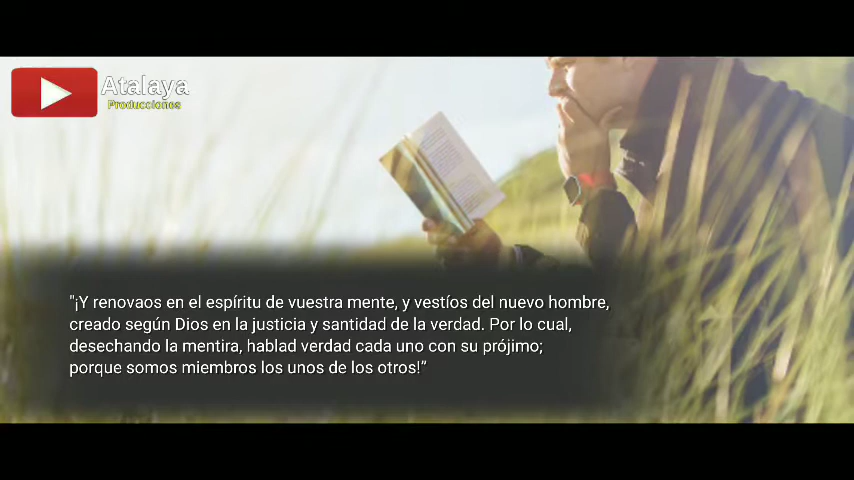 Atalaya
Producciones
"¡Y renovaos en el espíritu de vuestra mente, y vestíos del nuevo hombre,
creado según Dios en la justicia y santidad de la verdad. Por lo cual,
desechando la mentira, hablad verdad cada uno con su prójimo;
porque somos miembros los unos de los otros!”